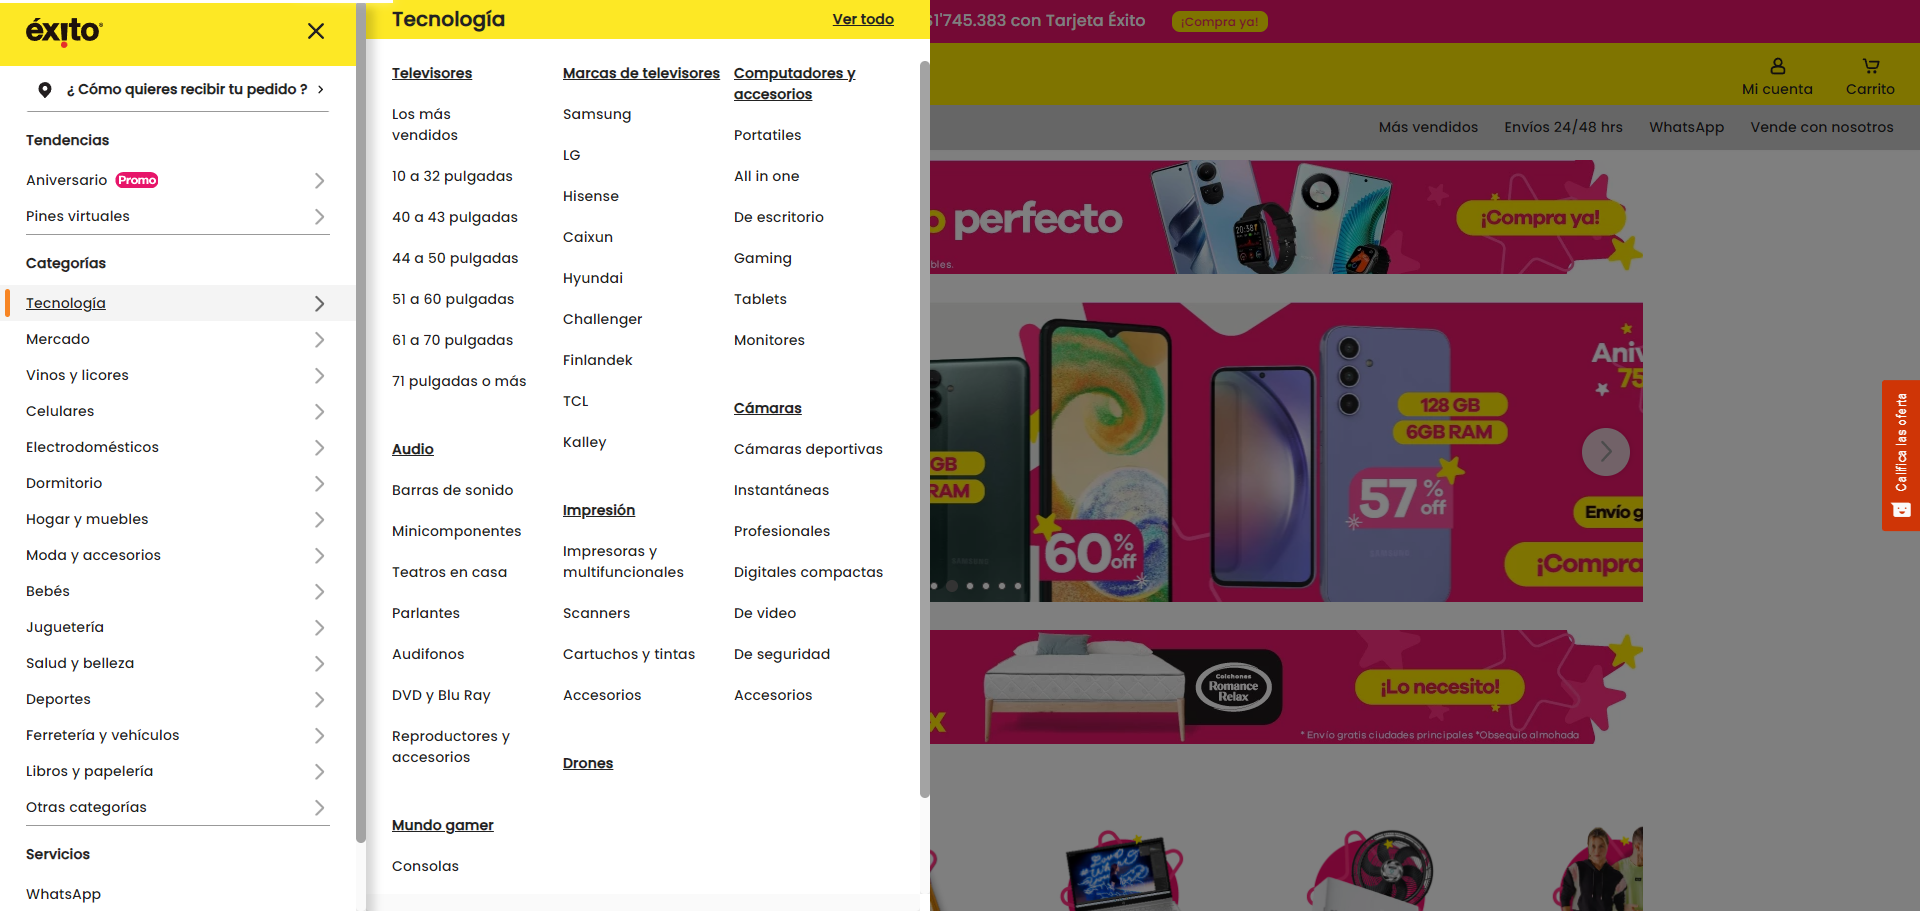 éxito
¿ Cómo quieres recibir tu pedido ?
Tendencias
Aniversario Promo
Pines virtuales
Categorías
Tecnología
Mercado
Vinos y licores
Celulares
Electrodomésticos
Dormitorio
Hogar y muebles
Moda y accesorios
Bebés
Juguetería
Salud y belleza
Deportes
Ferretería y vehículos
Libros y papelería
Otras categorías
Servicios
WhatsApp
Tecnología
Ver todo
Televisores
Los más
vendidos
10 a 32 pulgadas
40 a 43 pulgadas
44 a 50 pulgadas
51 a 60 pulgadas
61 a 70 pulgadas
71 pulgadas o más
Audio
Barras de sonido
Minicomponentes
Teatros en casa
Parlantes
Audifonos
DVD y Blu Ray
Reproductores y
accesorios
Mundo gamer
Consolas
Marcas de televisores
Samsung
LG
Hisense
Caixun
Hyundai
Challenger
Finlandek
TCL
Kalley
Impresión
Impresoras y
multifuncionales
Scanners
Cartuchos y tintas
Accesorios
Drones
Computadores y
accesorios
Portatiles
All in one
De escritorio
Gaming
Tablets
Monitores
Cámaras
Cámaras deportivas
Instantáneas
Profesionales
Digitales compactas
De video
De seguridad
Accesorios
$1'745.383 con Tarjeta Éxito
¡Compra ya!
Mi cuenta
Carrito
Más vendidos
Envíos 24/48 hrs
WhatsApp
Vende con nosotros
o perfecto
20:38
¡Compra ya!
bles.
GB
RAM
60% off
128 GB
6GB RAM
57% off
SAMSUNG
Aniv
75
Envío g
¡Compra
Califica las oferta
x
Colchones
Romance
Relax
¡Lo necesito!
* Envío gratis ciudades principales *Obsequio almohada